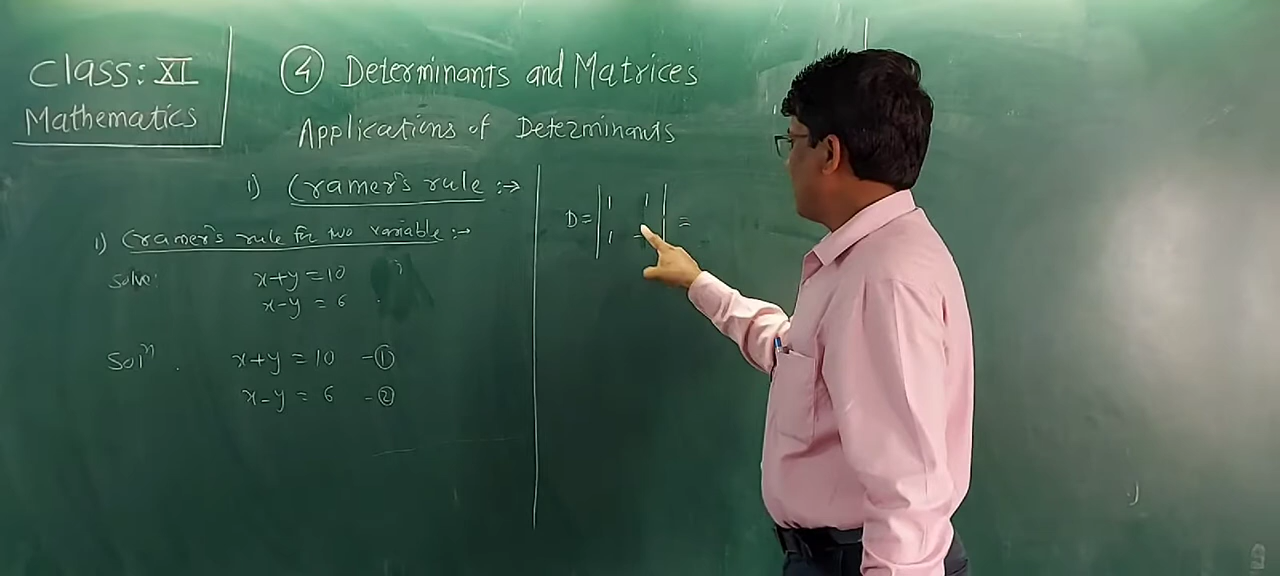 Class: XI
Mathematics
4 Determinants and Matrices
Applications of Determinants
1) Cramer's rule :→
1) Cramer's rule for two variable :→
Solve: x+y = 10
x-y = 6
Solⁿ. x+y = 10 -①
x-y = 6 -②
D = | 1 1 | =
| 1 - |